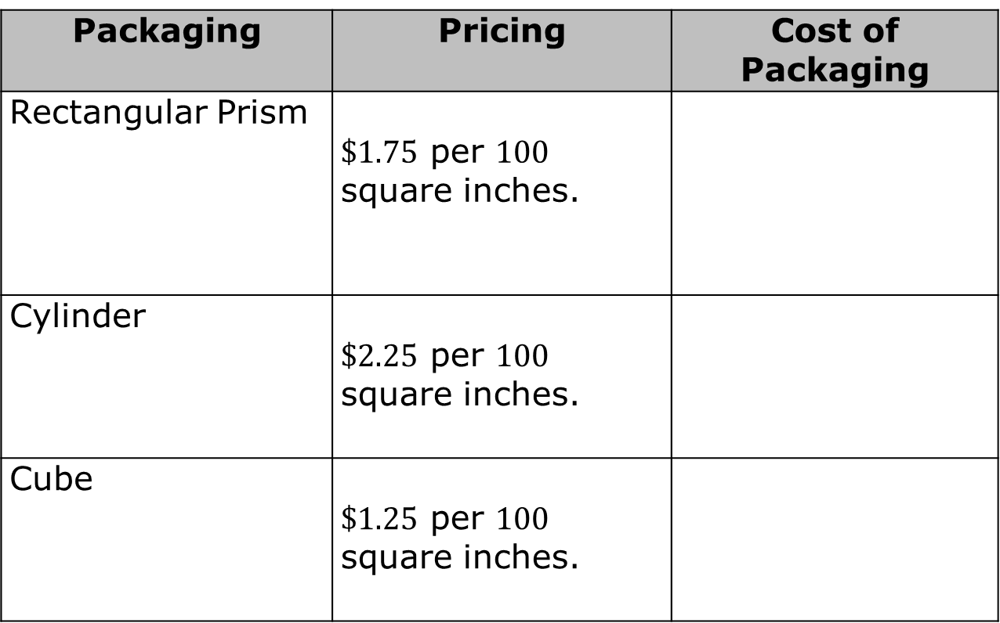 Packaging
Pricing
Cost of
Packaging
Rectangular Prism
$1.75 per 100
square inches.
Cylinder
$2.25 per 100
square inches.
Cube
$1.25 per 100
square inches.